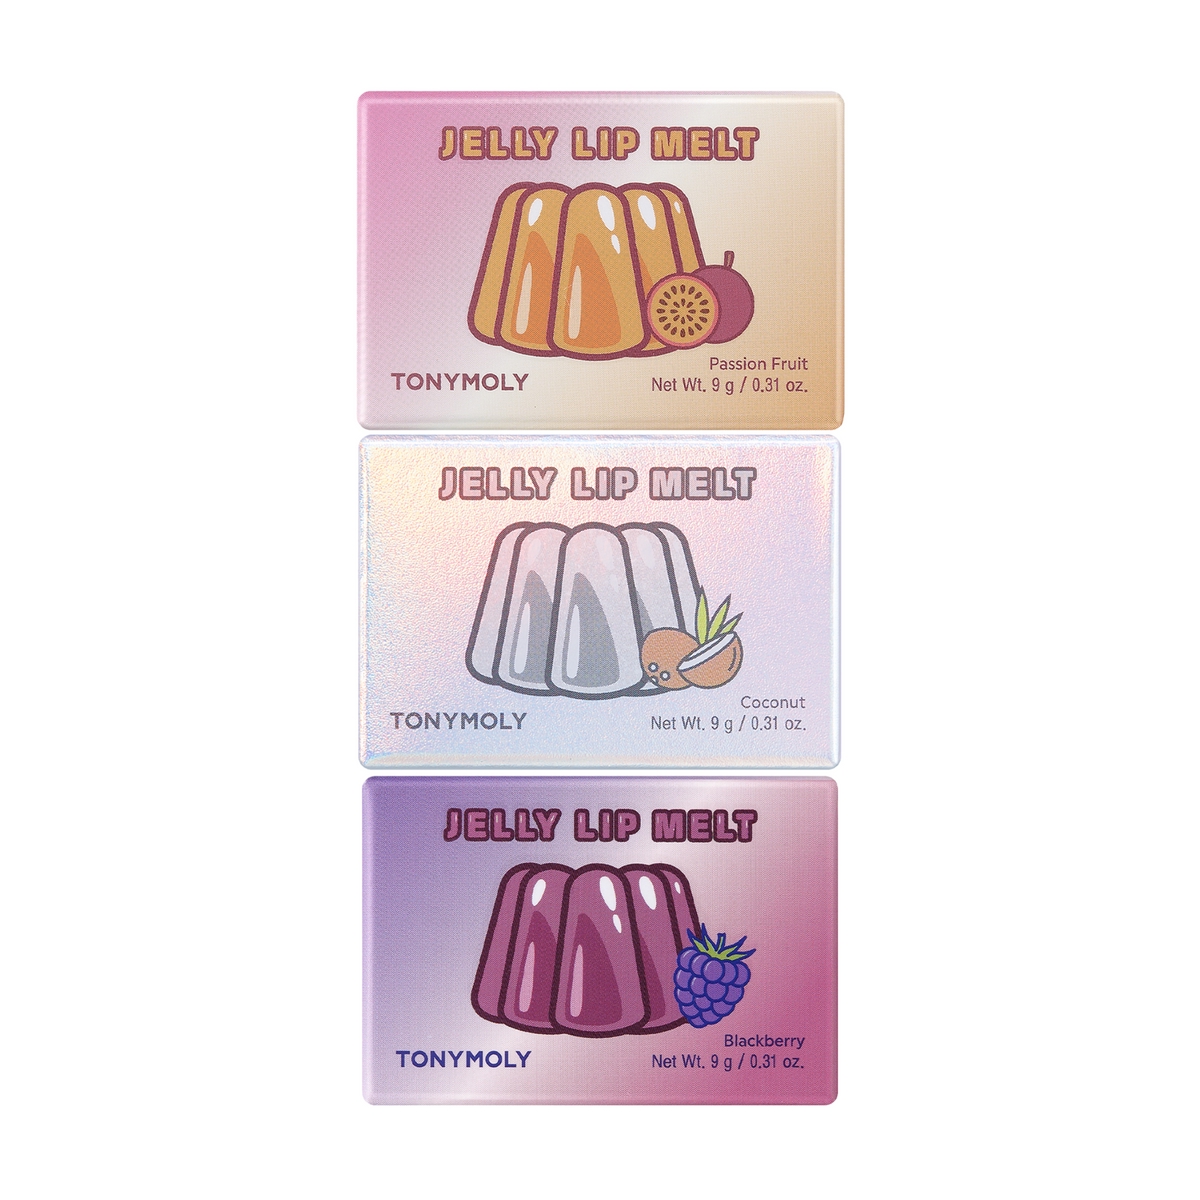 JELLY LIP MELT
TONYMOLY
Passion Fruit
Net Wt. 9 g / 0.31 oz.
JELLY LIP MELT
TONYMOLY
Coconut
Net Wt. 9 g / 0.31 oz.
JELLY LIP MELT
TONYMOLY
Blackberry
Net Wt. 9 g / 0.31 oz.